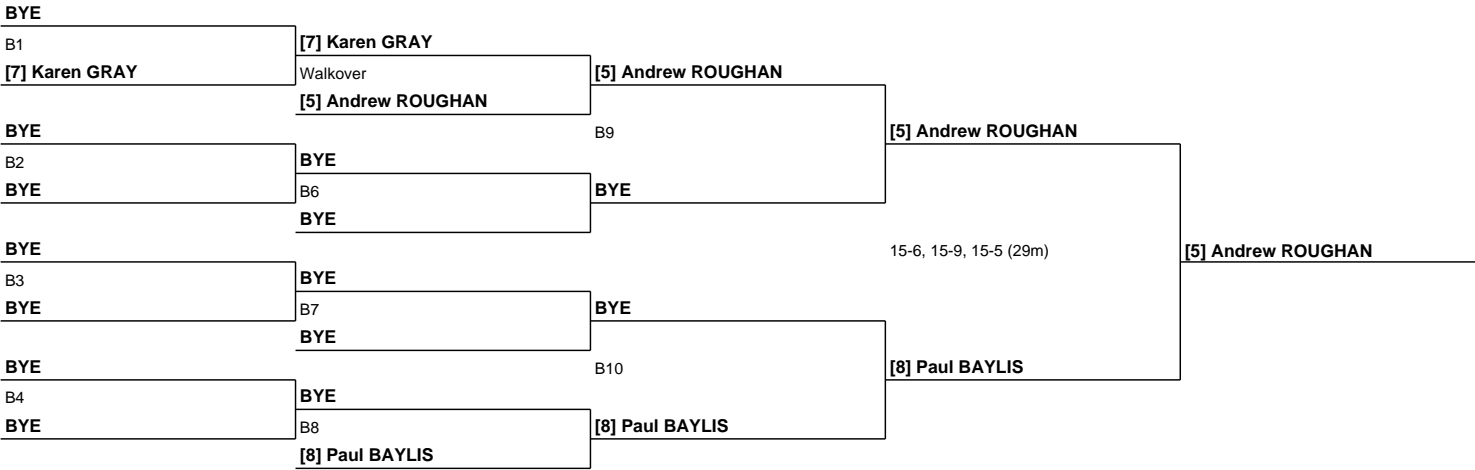 BYE
B1
[7] Karen GRAY
[7] Karen GRAY
Walkover
[5] Andrew ROUGHAN
[5] Andrew ROUGHAN
B9
[5] Andrew ROUGHAN
BYE
B2
BYE
BYE
B6
BYE
BYE
15-6, 15-9, 15-5 (29m)
[5] Andrew ROUGHAN
BYE
B3
BYE
BYE
B7
BYE
BYE
B10
[8] Paul BAYLIS
BYE
B4
BYE
BYE
B8
[8] Paul BAYLIS
[8] Paul BAYLIS